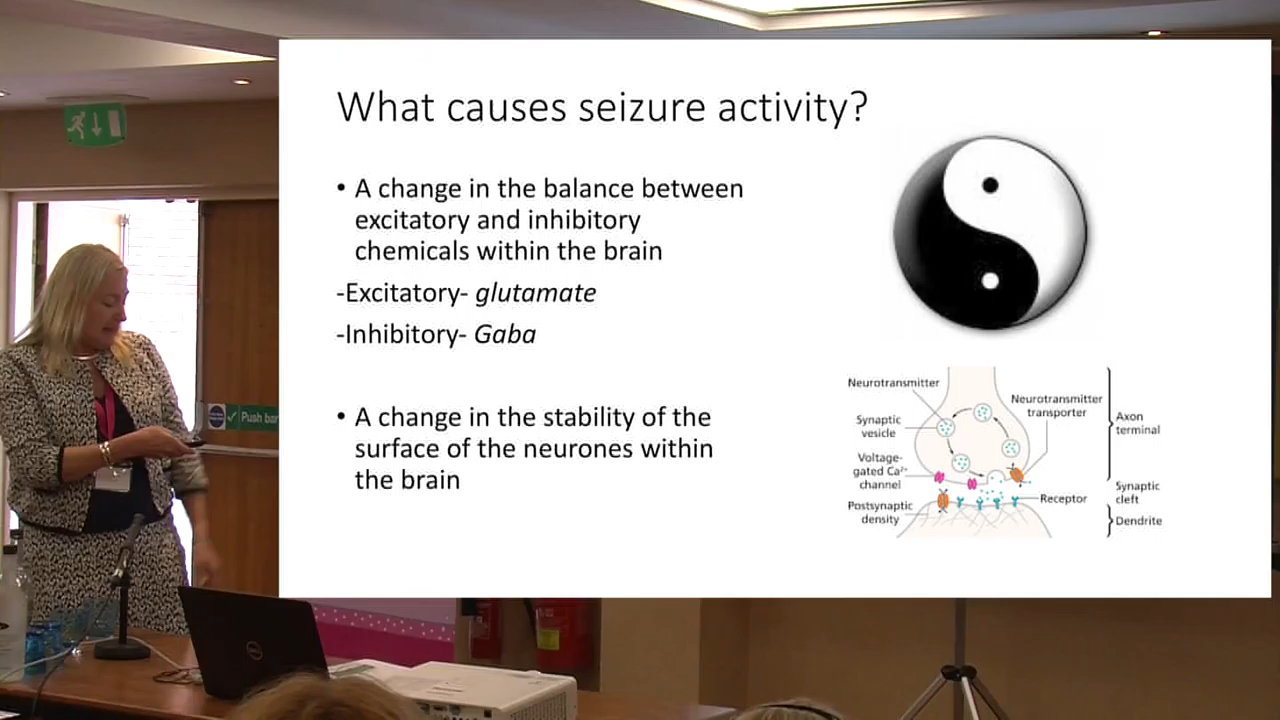 What causes seizure activity?
• A change in the balance between
excitatory and inhibitory
chemicals within the brain
-Excitatory- glutamate
-Inhibitory- Gaba
• A change in the stability of the
surface of the neurones within
the brain
Neurotransmitter
Neurotransmitter
transporter
Synaptic
vesicle
Voltage-
gated Ca²⁺
channel
Postsynaptic
density
Receptor
Axon
terminal
Synaptic
cleft
Dendrite
Push bar
DELL